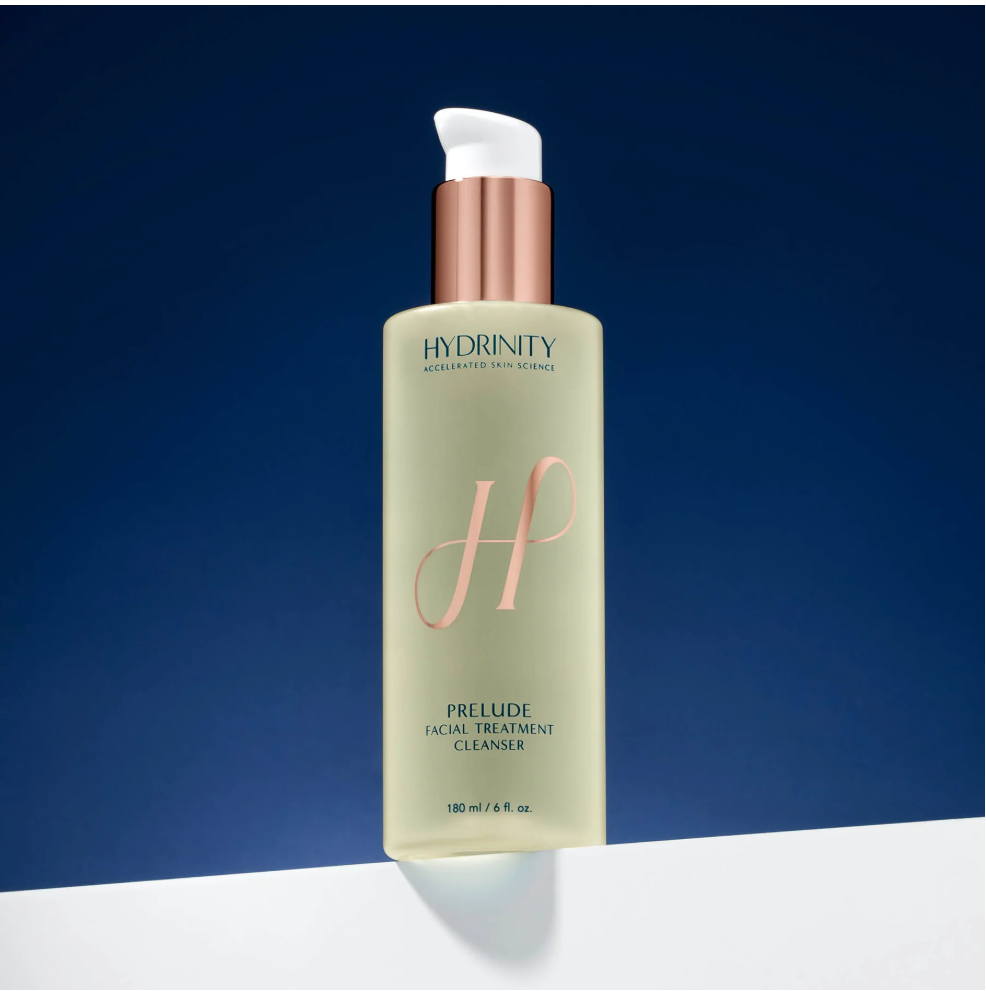 HYDRINITY
ACCELERATED SKIN SCIENCE
H
PRELUDE
FACIAL TREATMENT
CLEANSER
180 ml / 6 fl. oz.